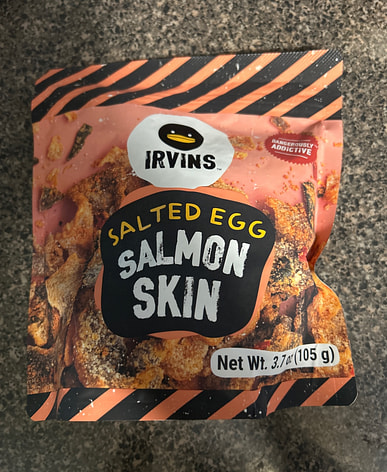 IRVINS
DANGEROUSLY
ADDICTIVE
SALTED EGG
SALMON
SKIN
Net Wt. 3.7 oz (105 g)